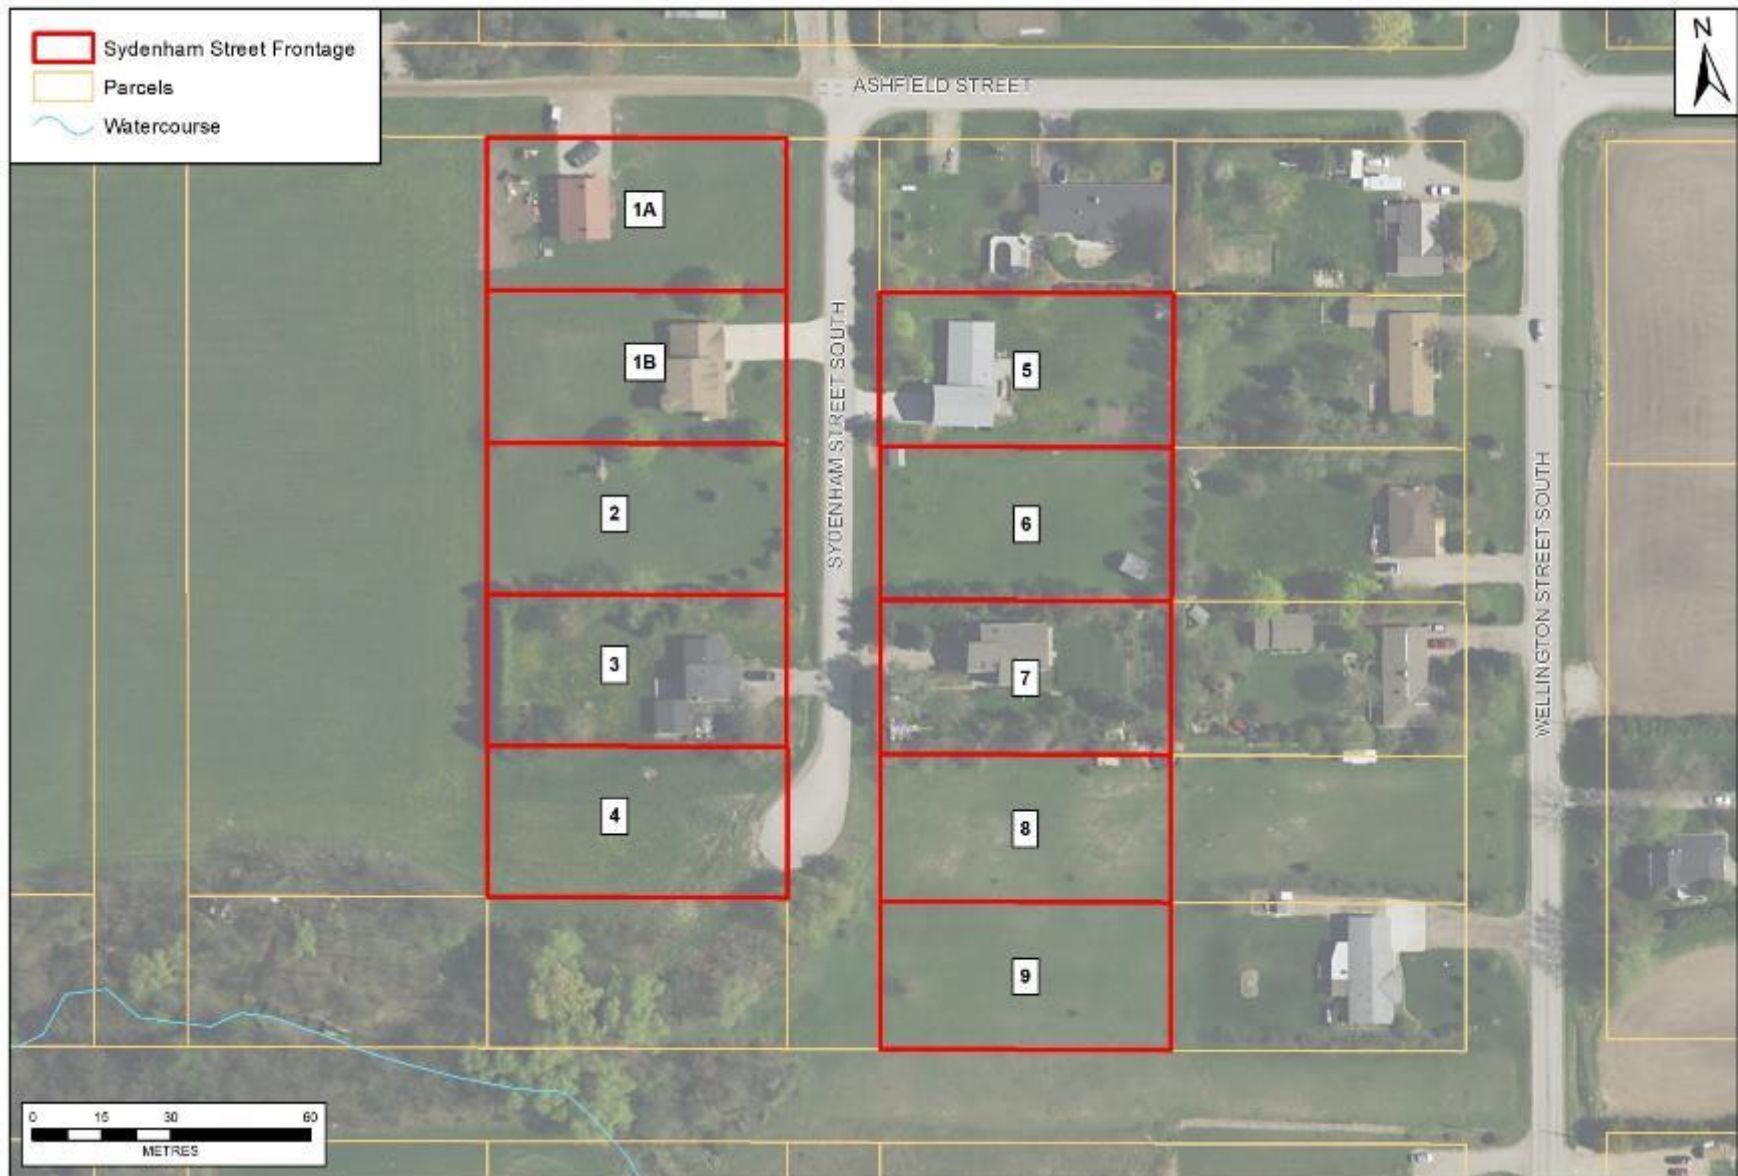 Sydenham Street Frontage
Parcels
Watercourse
N
ASHFIELD STREET
1A
1B
2
3
4
5
6
7
8
9
SYDENHAM STREET SOUTH
WELLINGTON STREET SOUTH
0 15 30 60
METRES